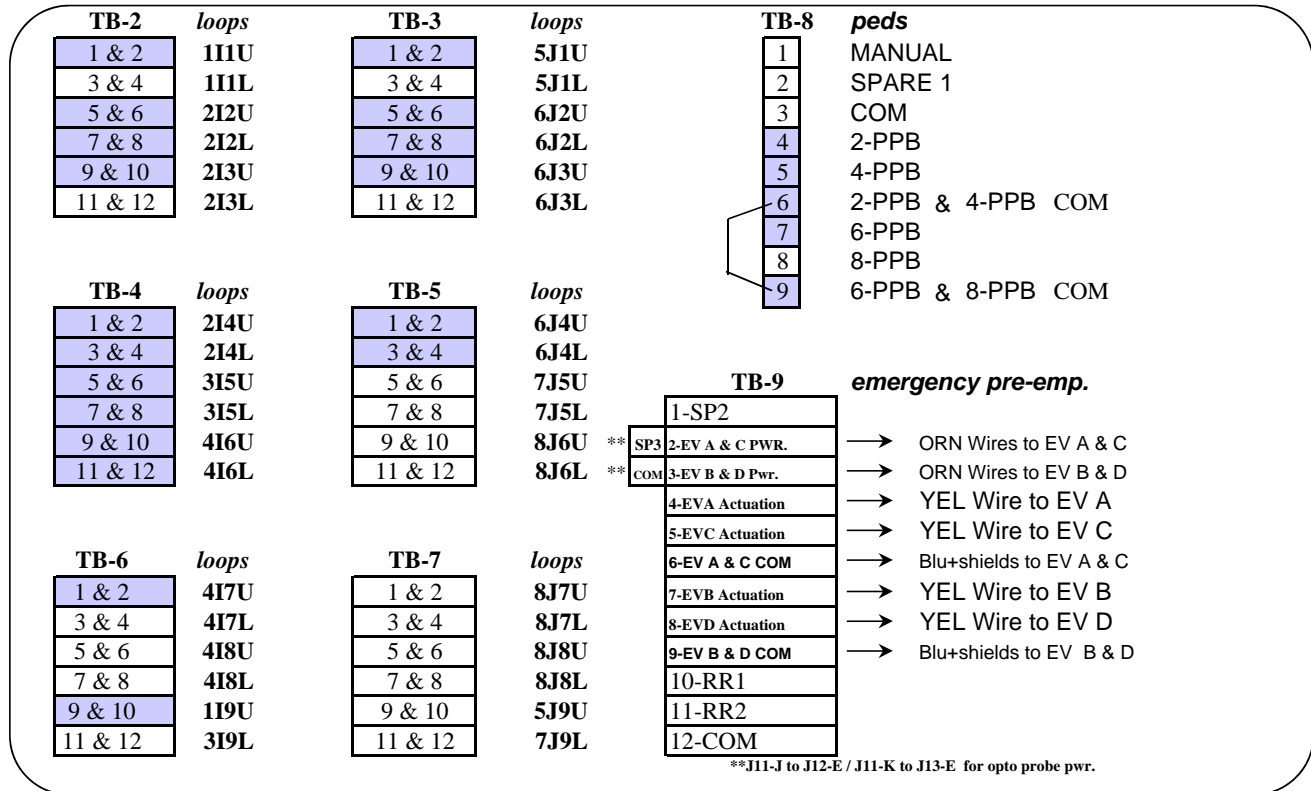 TB-2 loops TB-3 loops TB-8 peds
1 & 2 1I1U 1 & 2 5J1U 1 MANUAL
3 & 4 1I1L 3 & 4 5J1L 2 SPARE 1
5 & 6 2I2U 5 & 6 6J2U 3 COM
7 & 8 2I2L 7 & 8 6J2L 4 2-PPB
9 & 10 2I3U 9 & 10 6J3U 5 4-PPB
11 & 12 2I3L 11 & 12 6J3L 6 2-PPB & 4-PPB COM
7 6-PPB
8 8-PPB
TB-4 loops TB-5 loops 9 6-PPB & 8-PPB COM
1 & 2 2I4U 1 & 2 6J4U
3 & 4 2I4L 3 & 4 6J4L
5 & 6 3I5U 5 & 6 7J5U TB-9 emergency pre-emp.
7 & 8 3I5L 7 & 8 7J5L 1-SP2
9 & 10 4I6U 9 & 10 8J6U ** SP3 2-EV A & C PWR. ORN Wires to EV A & C
11 & 12 4I6L 11 & 12 8J6L ** COM 3-EV B & D Pwr. ORN Wires to EV B & D
4-EVA Actuation YEL Wire to EV A
5-EVC Actuation YEL Wire to EV C
TB-6 loops TB-7 loops 6-EV A & C COM Blu+shields to EV A & C
1 & 2 4I7U 1 & 2 8J7U 7-EVB Actuation YEL Wire to EV B
3 & 4 4I7L 3 & 4 8J7L 8-EVD Actuation YEL Wire to EV D
5 & 6 4I8U 5 & 6 8J8U 9-EV B & D COM Blu+shields to EV B & D
7 & 8 4I8L 7 & 8 8J8L 10-RR1
9 & 10 1I9U 9 & 10 5J9U 11-RR2
11 & 12 3I9L 11 & 12 7J9L 12-COM
**J11-J to J12-E / J11-K to J13-E for opto probe pwr.